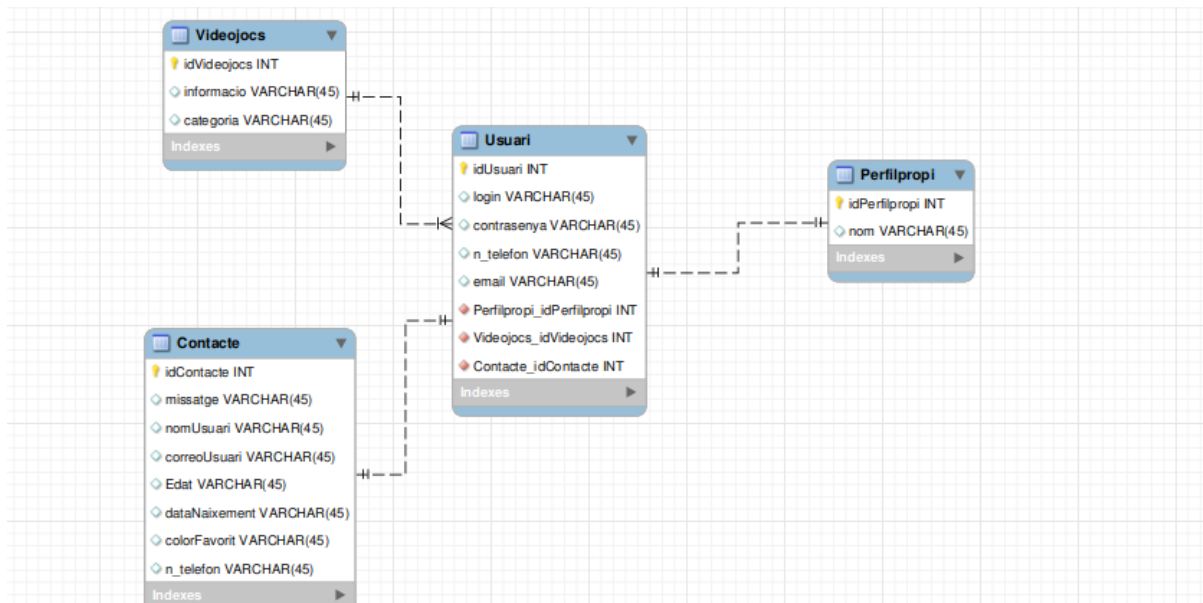 Videojocs
idVideojocs INT
informacio VARCHAR(45)
categoria VARCHAR(45)
Indexes
Usuari
idUsuari INT
login VARCHAR(45)
contrasenya VARCHAR(45)
n_telefon VARCHAR(45)
email VARCHAR(45)
Perfilpropi_idPerfilpropi INT
Videojocs_idVideojocs INT
Contacte_idContacte INT
Indexes
Perfilpropi
idPerfilpropi INT
nom VARCHAR(45)
Indexes
Contacte
idContacte INT
missatge VARCHAR(45)
nomUsuari VARCHAR(45)
correoUsuari VARCHAR(45)
Edat VARCHAR(45)
dataNaixement VARCHAR(45)
colorFavorit VARCHAR(45)
n_telefon VARCHAR(45)
Indexes